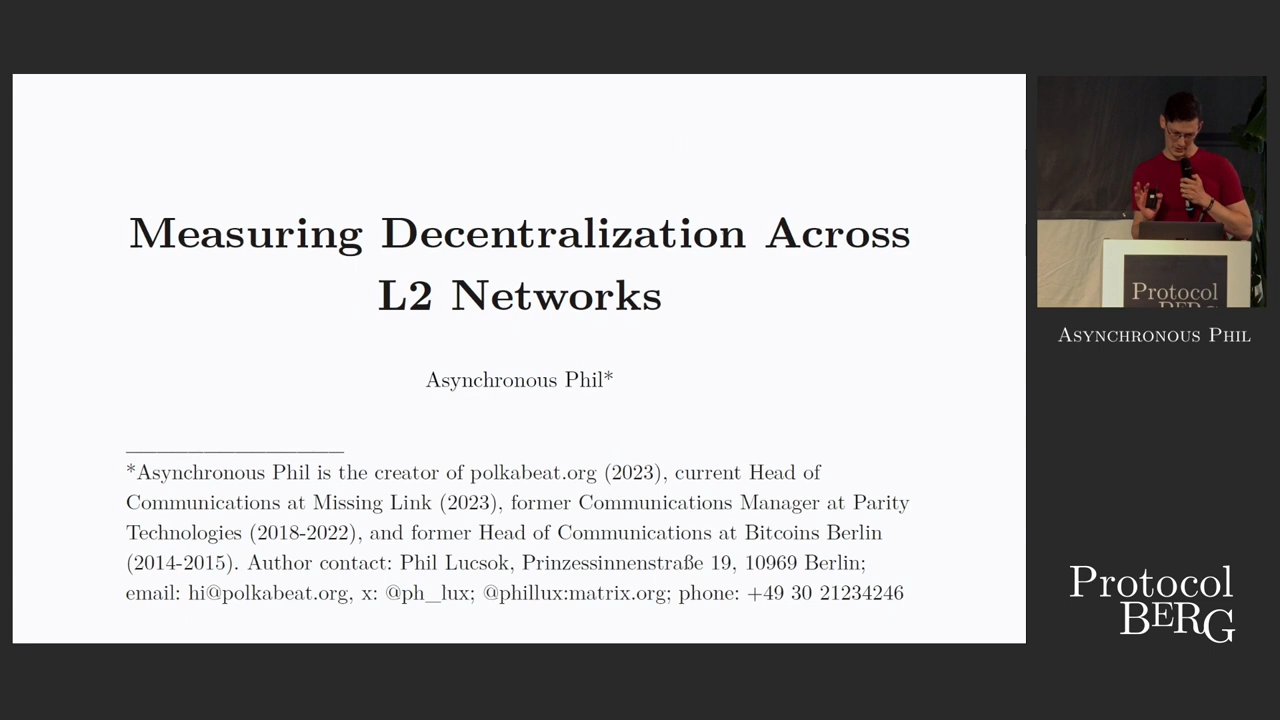 Measuring Decentralization Across
L2 Networks
Asynchronous Phil*
*Asynchronous Phil is the creator of polkabeat.org (2023), current Head of
Communications at Missing Link (2023), former Communications Manager at Parity
Technologies (2018-2022), and former Head of Communications at Bitcoins Berlin
(2014-2015). Author contact: Phil Lucsok, Prinzessinnenstraße 19, 10969 Berlin;
email: hi@polkabeat.org, x: @ph_lux; @phillux:matrix.org; phone: +49 30 21234246
Protocol
BERG
Asynchronous Phil
Protocol
BERG